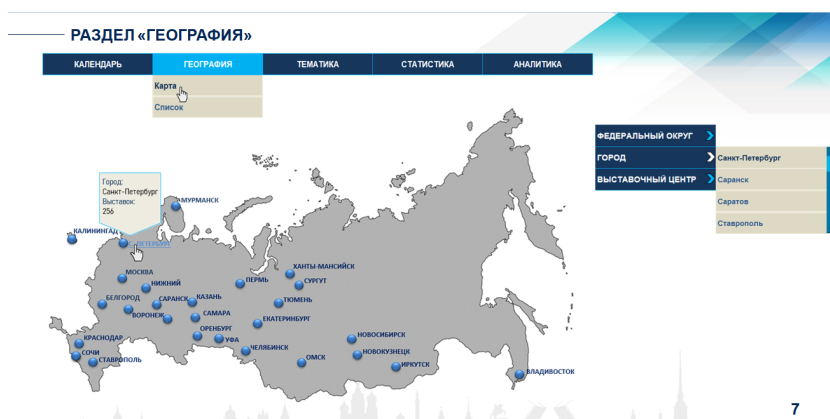 РАЗДЕЛ «ГЕОГРАФИЯ»
КАЛЕНДАРЬ
ГЕОГРАФИЯ
ТЕМАТИКА
СТАТИСТИКА
АНАЛИТИКА
Карта
Список
ФЕДЕРАЛЬНЫЙ ОКРУГ
ГОРОД
ВЫСТАВОЧНЫЙ ЦЕНТР
Санкт-Петербург
Саранск
Саратов
Ставрополь
Город:
Санкт-Петербург
Выставок:
256
МУРМАНСК
КАЛИНИНГАД
С.-ПЕТЕРБУРГ
МОСКВА
НИЖНИЙ
ПЕРМЬ
ХАНТЫ-МАНСИЙСК
СУРГУТ
БЕЛГОРОД
САРАНСК
КАЗАНЬ
ТЮМЕНЬ
ВОРОНЕЖ
САМАРА
ЕКАТЕРИНБУРГ
ОРЕНБУРГ
УФА
КРАСНОДАР
СОЧИ
СТАВРОПОЛЬ
ЧЕЛЯБИНСК
НОВОСИБИРСК
НОВОКУЗНЕЦК
ОМСК
ИРКУТСК
ВЛАДИВОСТОК
7